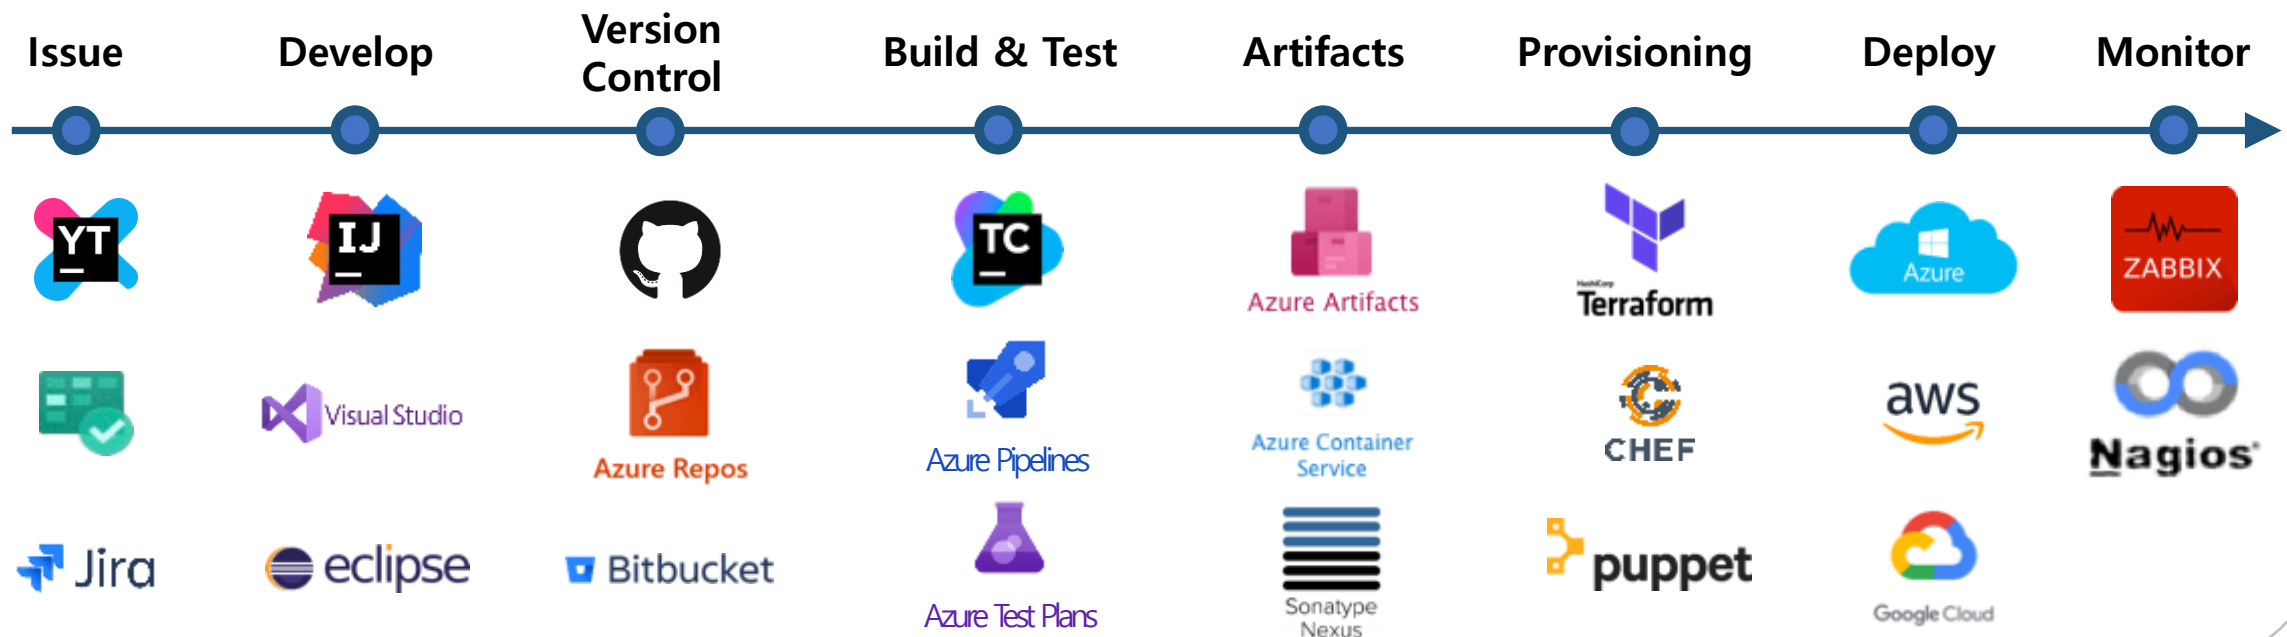 Issue
Develop
Version
Control
Build & Test
Artifacts
Provisioning
Deploy
Monitor
YT
IJ
TC
Azure Artifacts
HashiCorp
Terraform
Azure
ZABBIX
Visual Studio
Azure Repos
Azure Pipelines
Azure Container
Service
CHEF
aws
Nagios®
Jira
eclipse
Bitbucket
Azure Test Plans
Sonatype
Nexus
puppet
Google Cloud